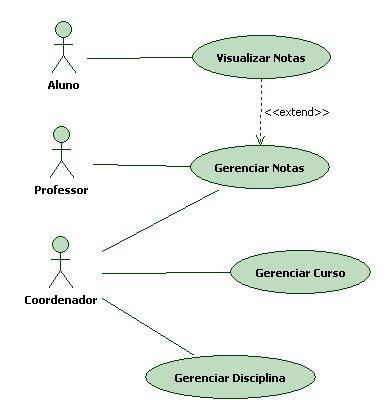 Visualizar Notas
Aluno
<<extend>>
Gerenciar Notas
Professor
Gerenciar Curso
Coordenador
Gerenciar Disciplina